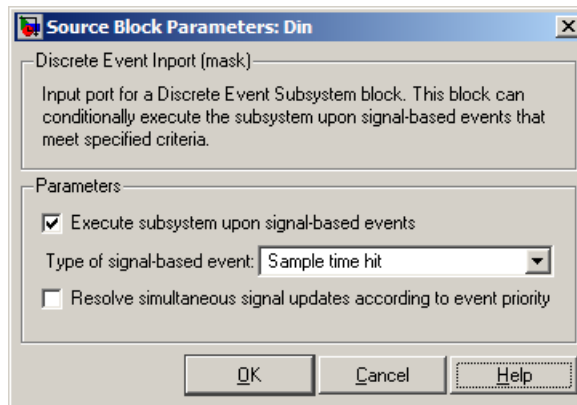 Source Block Parameters: Din
Discrete Event Inport (mask)
Input port for a Discrete Event Subsystem block. This block can
conditionally execute the subsystem upon signal-based events that
meet specified criteria.
Parameters
Execute subsystem upon signal-based events
Type of signal-based event: Sample time hit
Resolve simultaneous signal updates according to event priority
OK Cancel Help